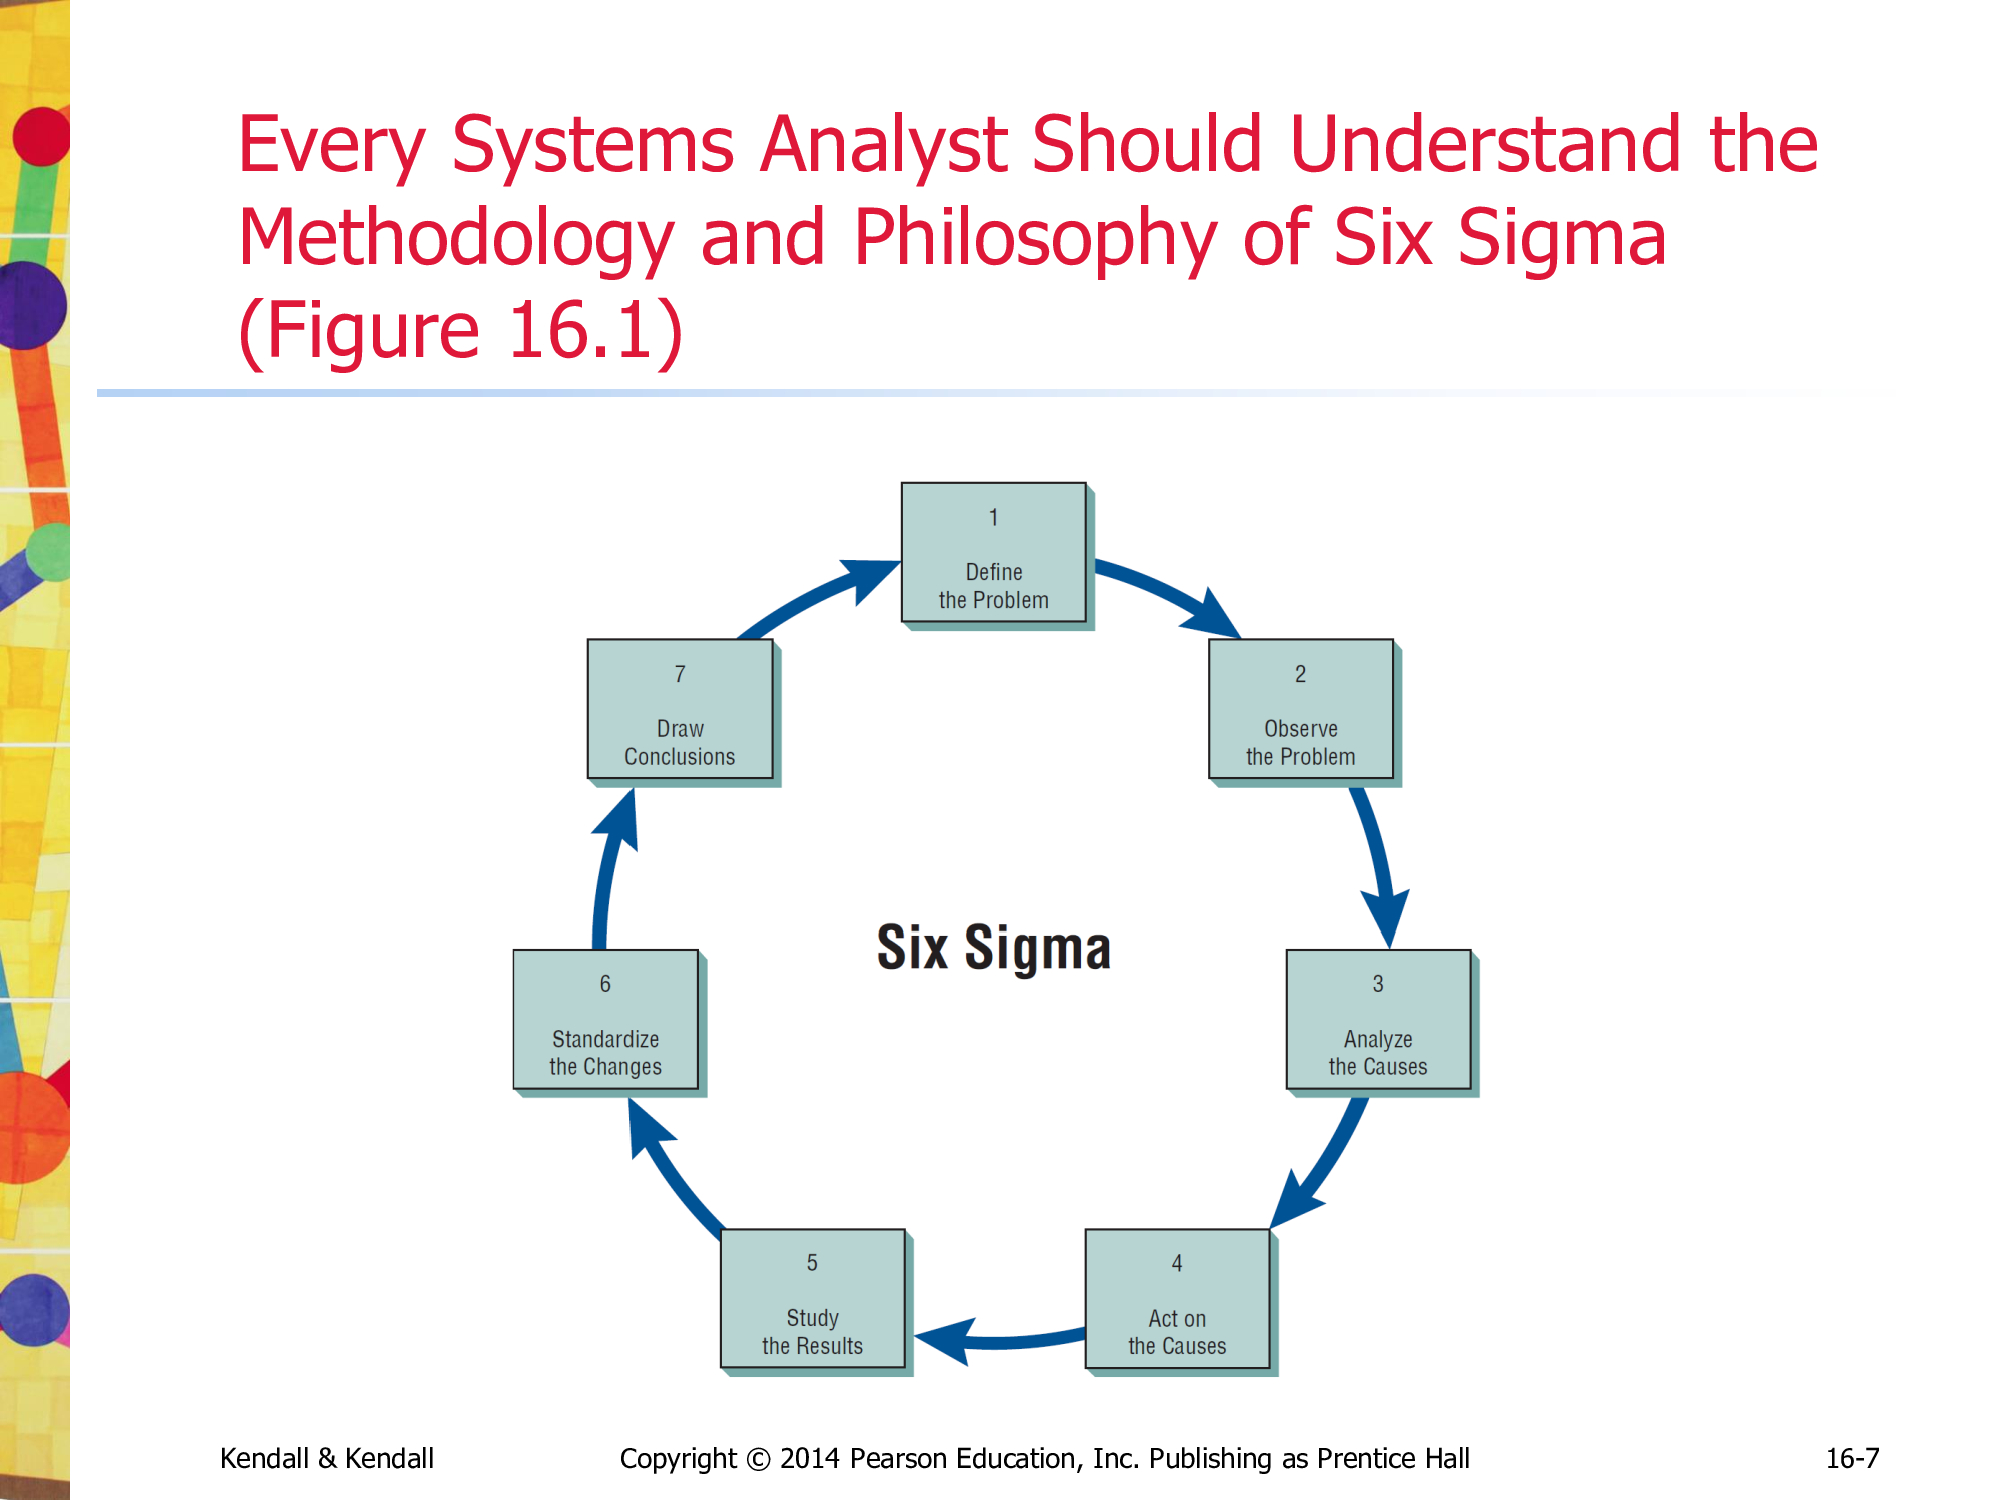 Every Systems Analyst Should Understand the
Methodology and Philosophy of Six Sigma
(Figure 16.1)
1
Define
the Problem
2
Observe
the Problem
3
Analyze
the Causes
4
Act on
the Causes
5
Study
the Results
6
Standardize
the Changes
7
Draw
Conclusions
Six Sigma
Kendall & Kendall
Copyright © 2014 Pearson Education, Inc. Publishing as Prentice Hall
16-7